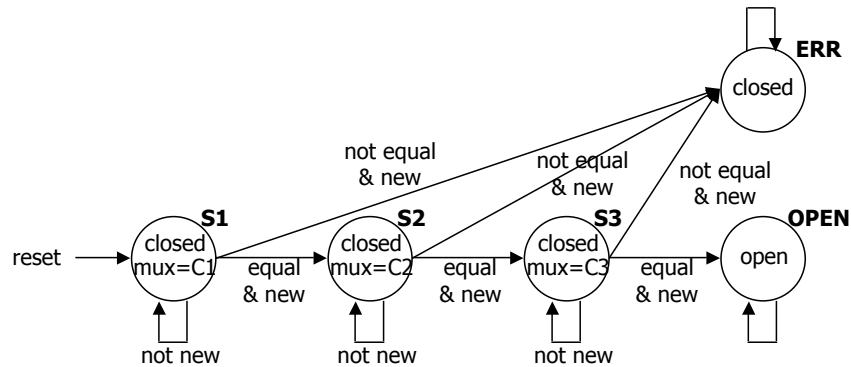 ERR
closed
not equal
& new
not equal
& new
not equal
& new
S1
S2
S3
OPEN
reset
closed
mux=C1
equal
& new
closed
mux=C2
equal
& new
closed
mux=C3
equal
& new
open
not new
not new
not new